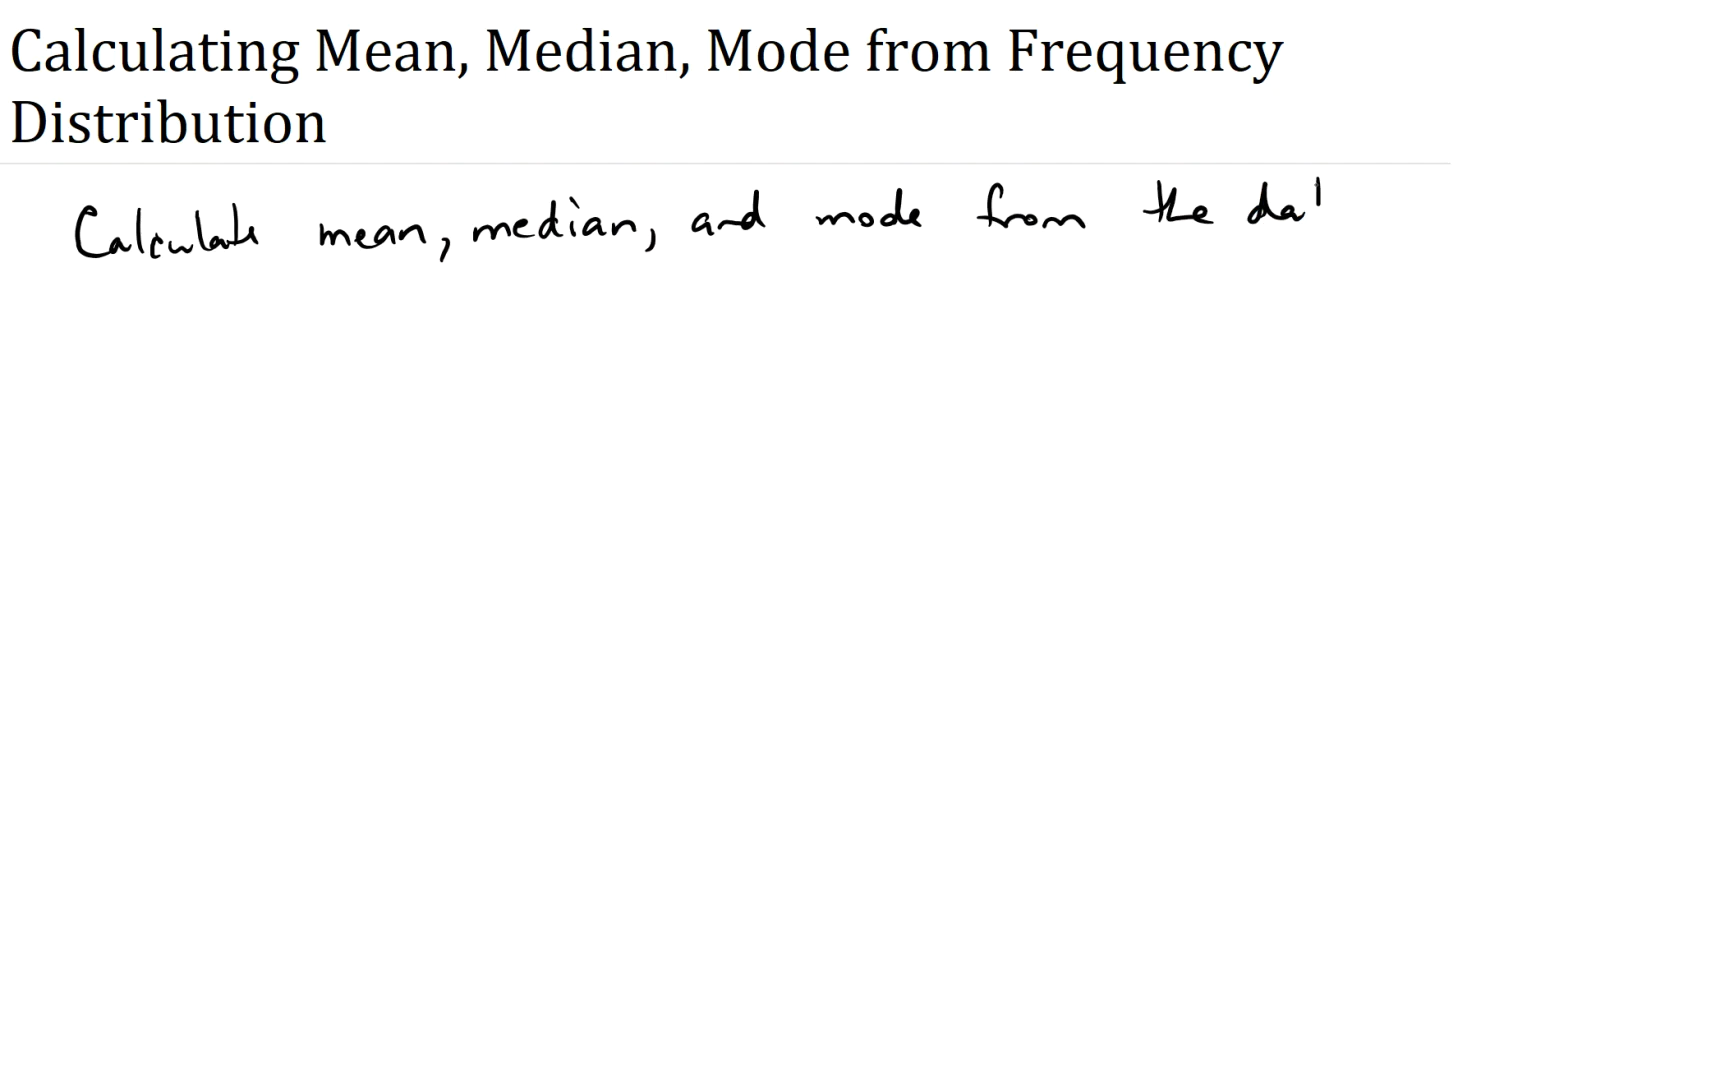 Calculating Mean, Median, Mode from Frequency
Distribution
Calculate mean, median, and mode from the